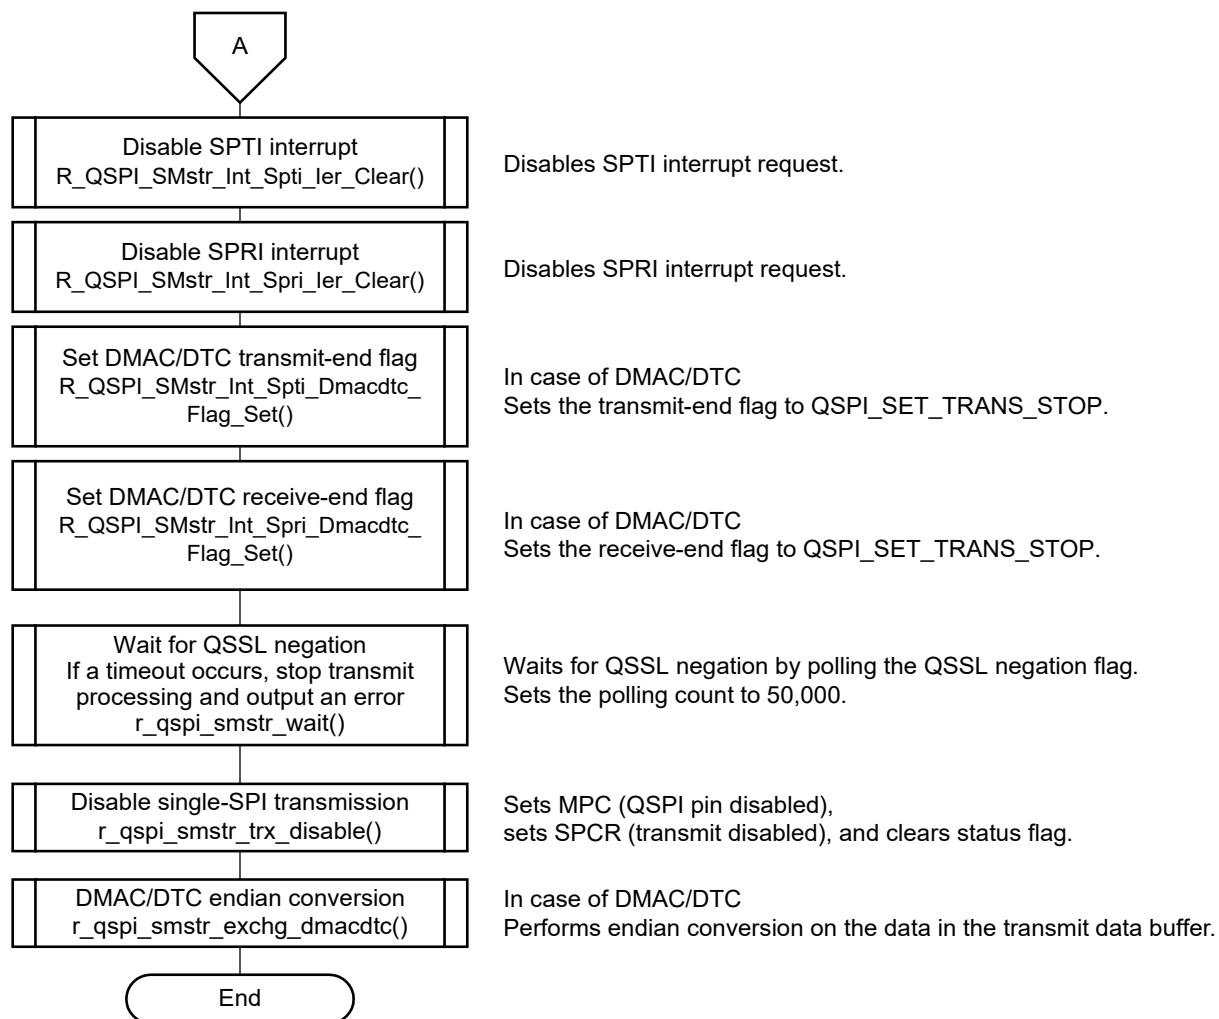 A
Disable SPTI interrupt
R_QSPI_SMstr_Int_Spti_Ier_Clear()
Disables SPTI interrupt request.
Disable SPRI interrupt
R_QSPI_SMstr_Int_Spri_Ier_Clear()
Disables SPRI interrupt request.
Set DMAC/DTC transmit-end flag
R_QSPI_SMstr_Int_Spti_Dmacdtc_
Flag_Set()
In case of DMAC/DTC
Sets the transmit-end flag to QSPI_SET_TRANS_STOP.
Set DMAC/DTC receive-end flag
R_QSPI_SMstr_Int_Spri_Dmacdtc_
Flag_Set()
In case of DMAC/DTC
Sets the receive-end flag to QSPI_SET_TRANS_STOP.
Wait for QSSL negation
If a timeout occurs, stop transmit
processing and output an error
r_qspi_smstr_wait()
Waits for QSSL negation by polling the QSSL negation flag.
Sets the polling count to 50,000.
Disable single-SPI transmission
r_qspi_smstr_trx_disable()
Sets MPC (QSPI pin disabled),
sets SPCR (transmit disabled), and clears status flag.
DMAC/DTC endian conversion
r_qspi_smstr_exchg_dmacdtc()
In case of DMAC/DTC
Performs endian conversion on the data in the transmit data buffer.
End